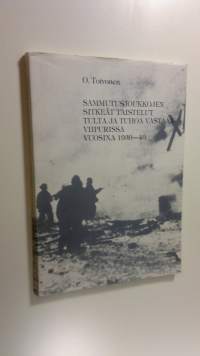 O. Toivonen
SAMMUTUSJOUKKOJEN
SITKEÄT TAISTELUT
TULTA JA TUHOA VASTAAN
VIIPURISSA
VUOSINA 1939—40